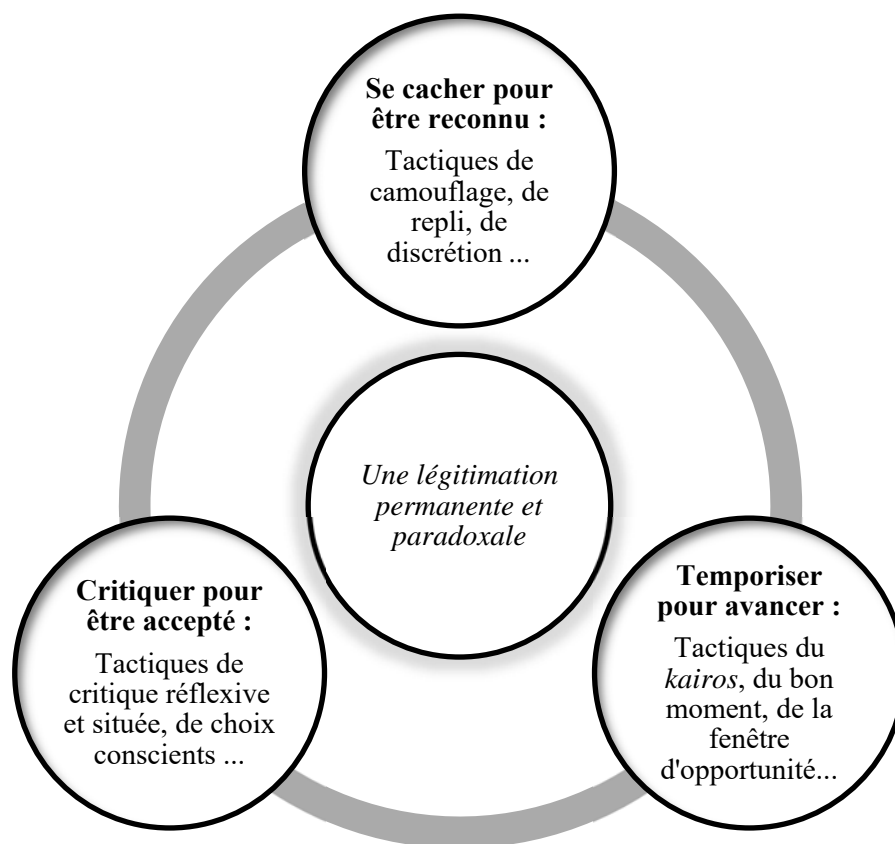 Se cacher pour
être reconnu :
Tactiques de
camouflage, de
repli, de
discrétion ...
Une légitimation
permanente et
paradoxale
Critiquer pour
être accepté :
Tactiques de
critique réflexive
et située, de choix
conscients ...
Temporiser
pour avancer :
Tactiques du
kairos, du bon
moment, de la
fenêtre
d'opportunité...